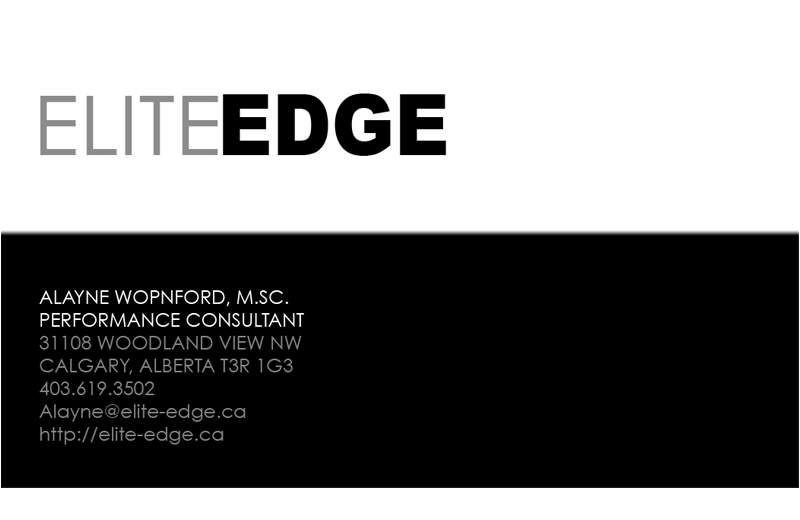 ELITEEDGE
ALAYNE WOPNFORD, M.SC.
PERFORMANCE CONSULTANT
31108 WOODLAND VIEW NW
CALGARY, ALBERTA T3R 1G3
403.619.3502
Alayne@elite-edge.ca
http://elite-edge.ca